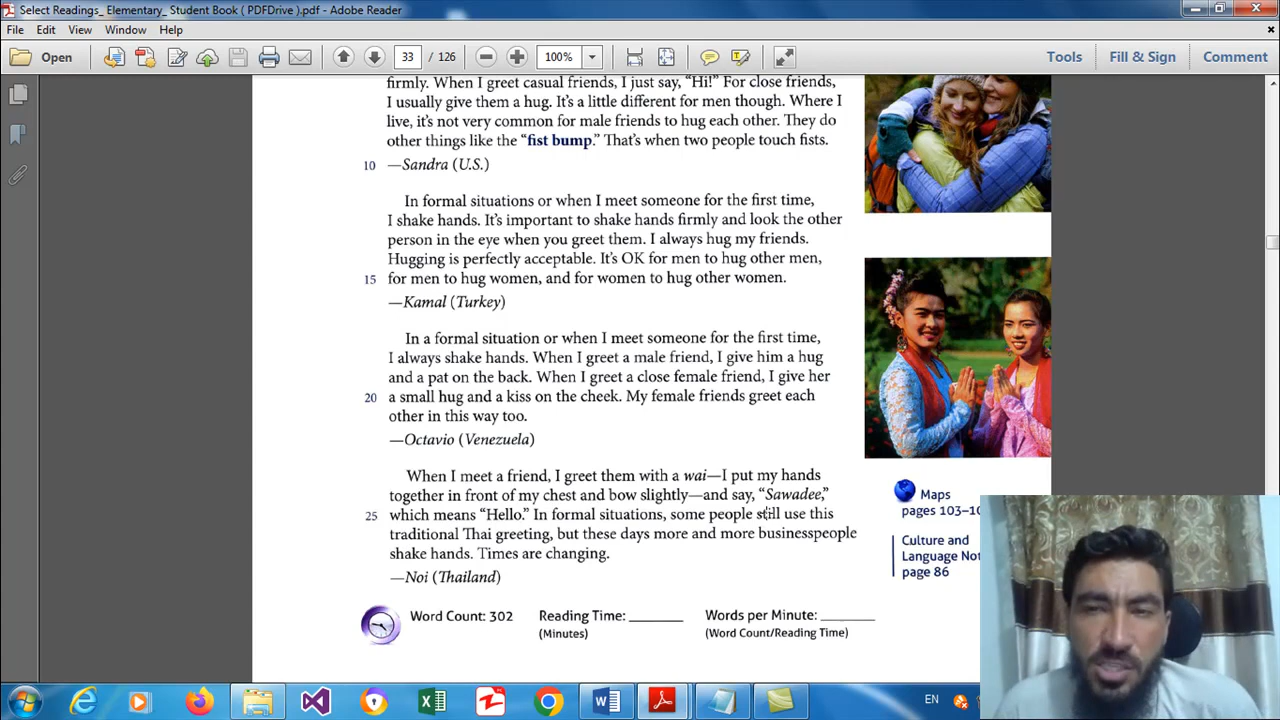 Select Readings_ Elementary_ Student Book ( PDFDrive ).pdf - Adobe Reader
File Edit View Window Help
Open 33 / 126 100% Tools Fill & Sign Comment
firmly. When I greet casual friends, I just say, “Hi!” For close friends,
I usually give them a hug. It’s a little different for men though. Where I
live, it’s not very common for male friends to hug each other. They do
other things like the “fist bump.” That’s when two people touch fists.
10 —Sandra (U.S.)
In formal situations or when I meet someone for the first time,
I shake hands. It’s important to shake hands firmly and look the other
person in the eye when you greet them. I always hug my friends.
Hugging is perfectly acceptable. It’s OK for men to hug other men,
15 for men to hug women, and for women to hug other women.
—Kamal (Turkey)
In a formal situation or when I meet someone for the first time,
I always shake hands. When I greet a male friend, I give him a hug
and a pat on the back. When I greet a close female friend, I give her
20 a small hug and a kiss on the cheek. My female friends greet each
other in this way too.
—Octavio (Venezuela)
When I meet a friend, I greet them with a wai—I put my hands
together in front of my chest and bow slightly—and say, “Sawadee,”
25 which means “Hello.” In formal situations, some people still use this
traditional Thai greeting, but these days more and more businesspeople
shake hands. Times are changing.
—Noi (Thailand)
Maps
pages 103–10
Culture and
Language Not
page 86
Word Count: 302 Reading Time: _______ Words per Minute: _______
(Minutes) (Word Count/Reading Time)
EN